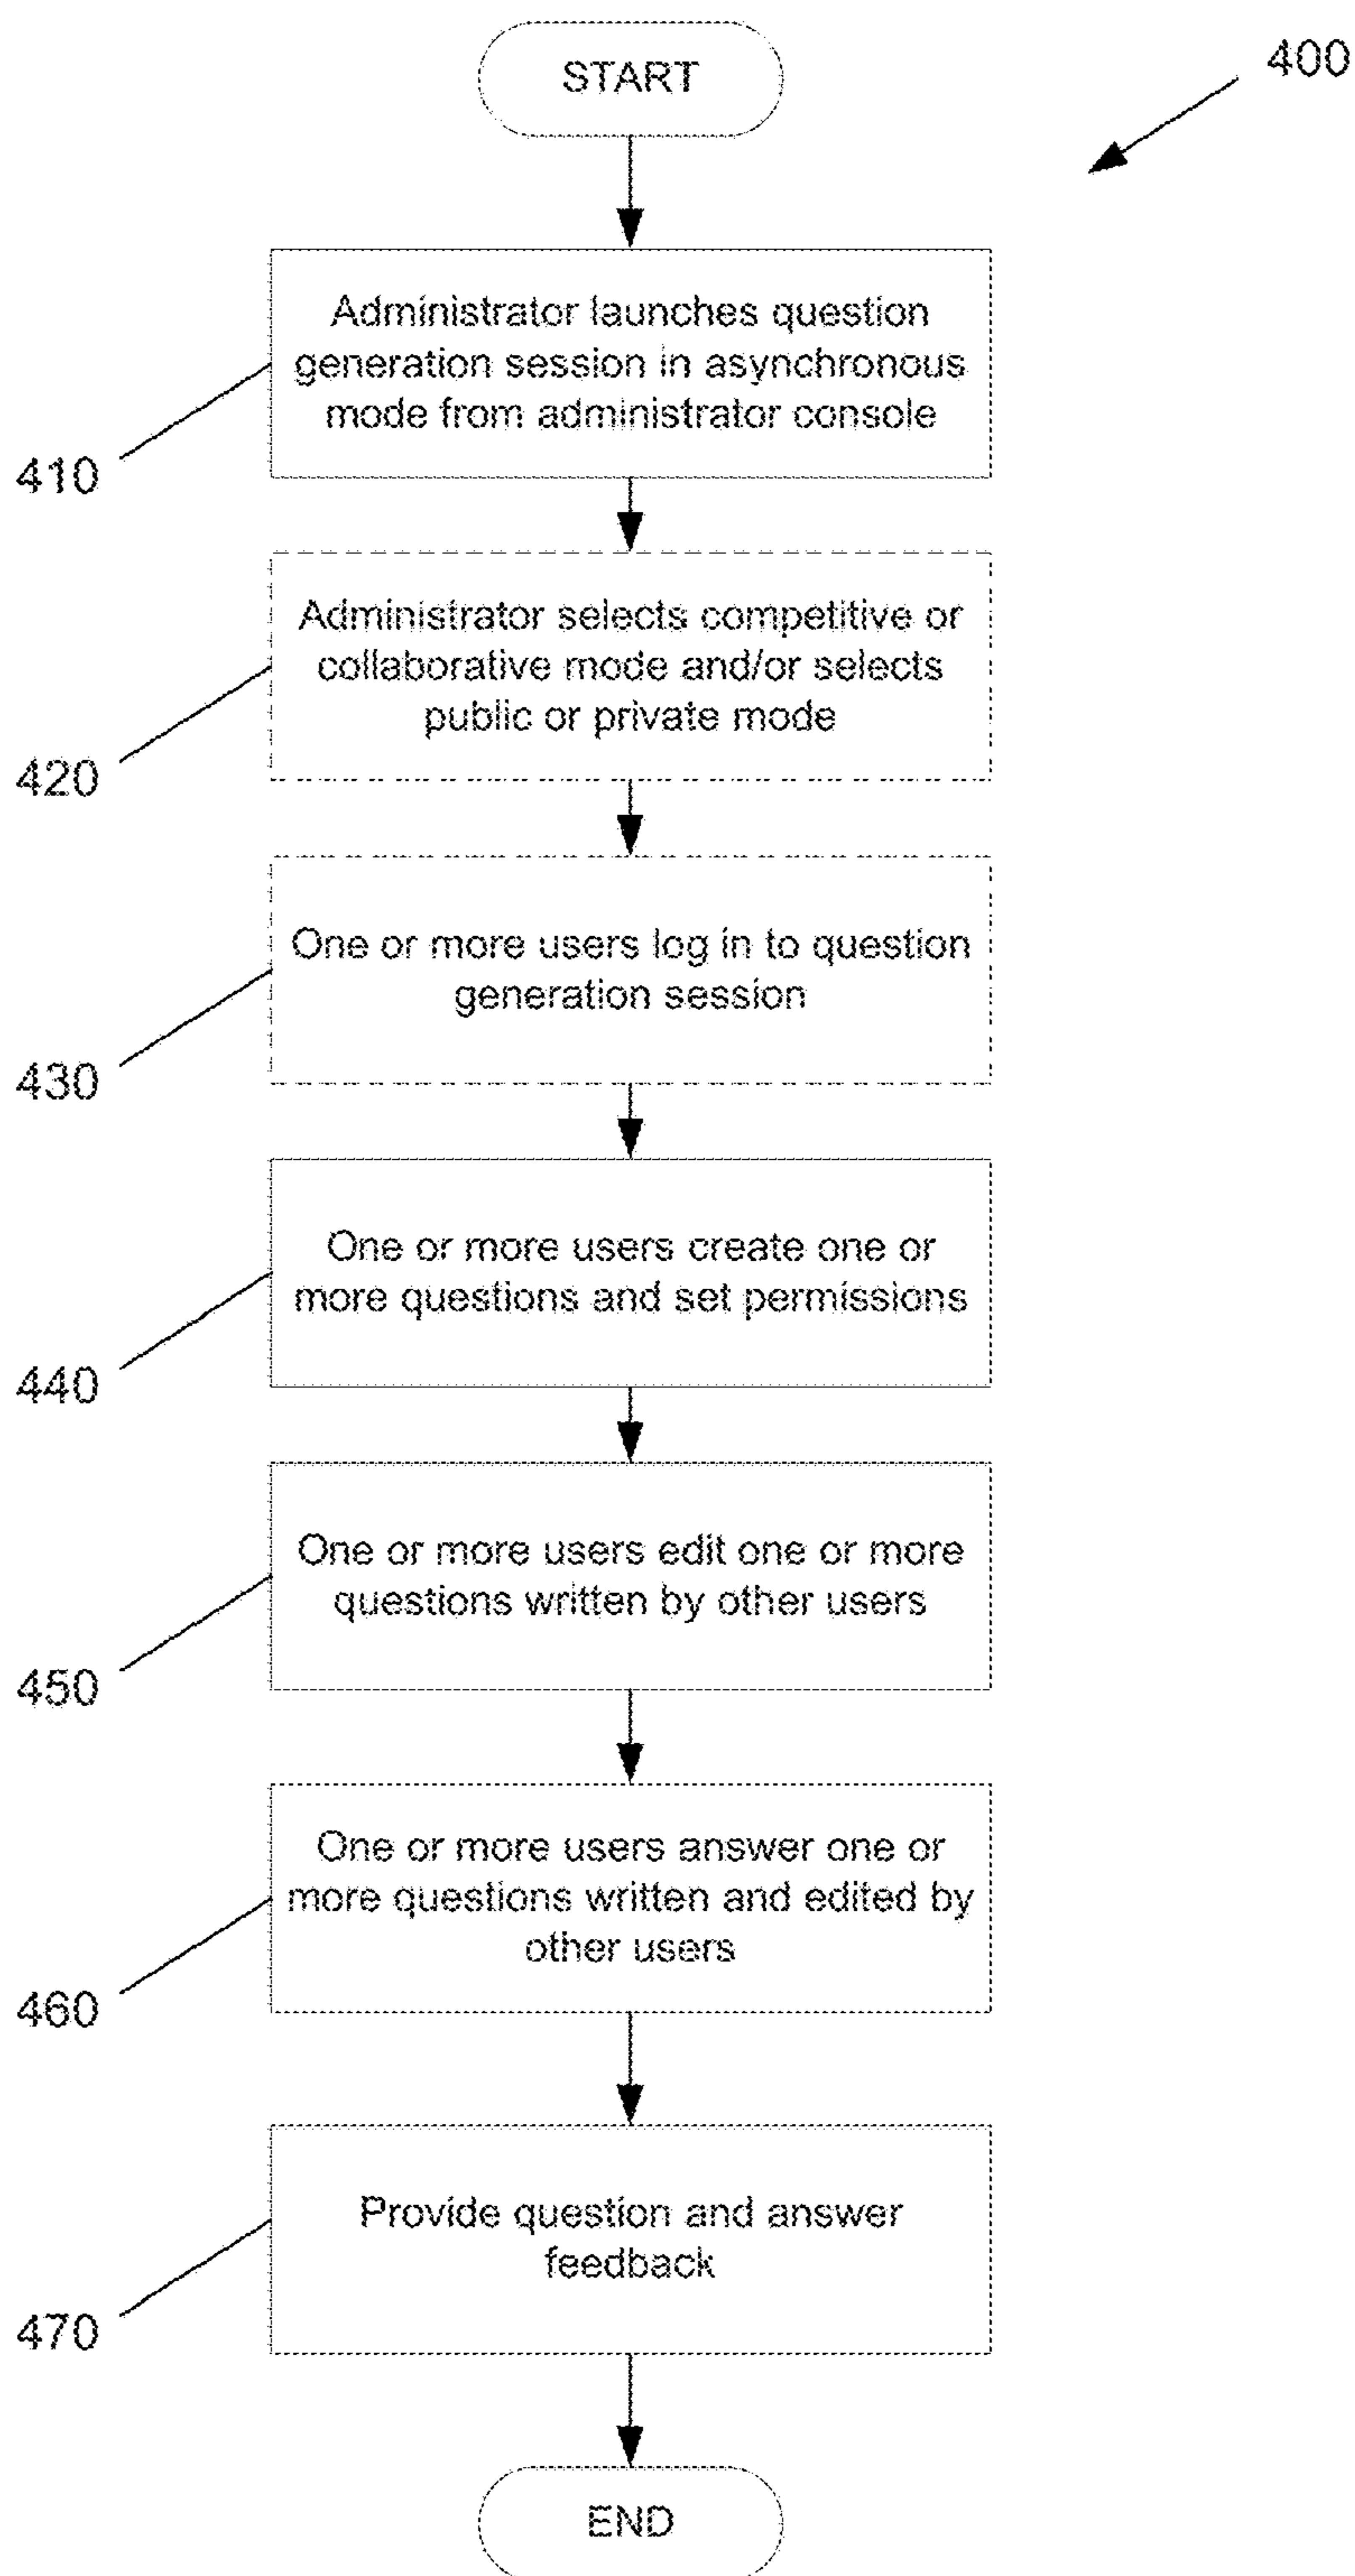 START
400
Administrator launches question
generation session in asynchronous
mode from administrator console
410
Administrator selects competitive or
collaborative mode and/or selects
public or private mode
420
One or more users log in to question
generation session
430
One or more users create one or
more questions and set permissions
440
One or more users edit one or more
questions written by other users
450
One or more users answer one or
more questions written and edited by
other users
460
Provide question and answer
feedback
470
END